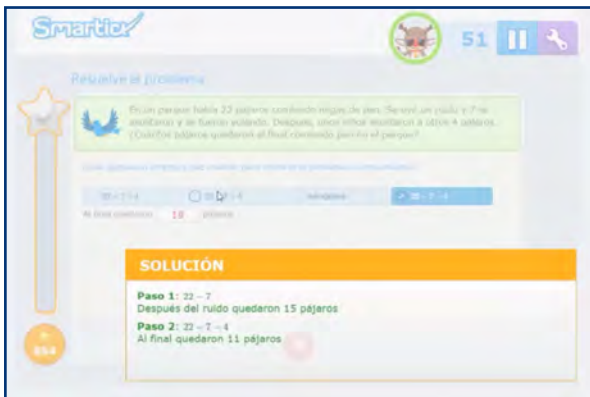 Smartick
51
Resuelve el problema
En un parque había 22 pájaros comiendo migas de pan. Se oyó un ruido y 7 se
asustaron y se fueron volando. Después, unos niños asustaron a otros 4 pájaros.
¿Cuántos pájaros quedaron al final comiendo pan en el parque?
Al final quedaron 18 pájaros
SOLUCIÓN
Paso 1: 22 − 7
Después del ruido quedaron 15 pájaros
Paso 2: 22 − 7 − 4
Al final quedaron 11 pájaros